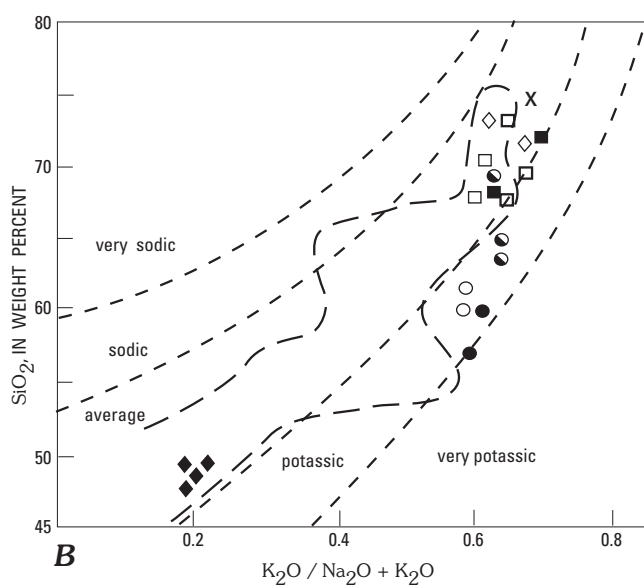 80
70
60
50
45
SiO₂, IN WEIGHT PERCENT
very sodic
sodic
average
potassic
very potassic
X
0.2
0.4
0.6
0.8
K₂O / Na₂O + K₂O
B